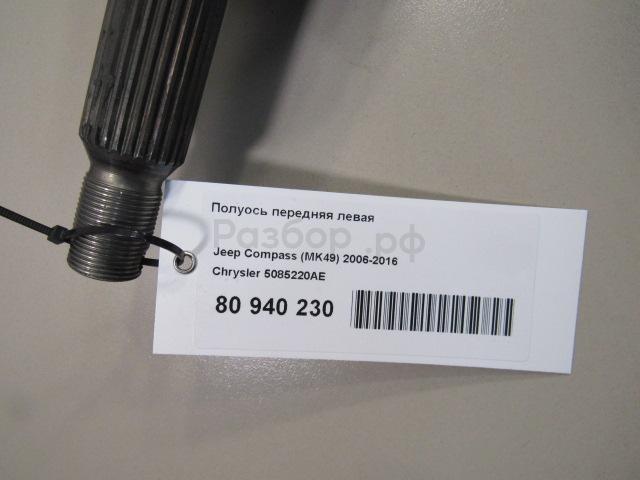 Полуось передняя левая
Разбор.рф
Jeep Compass (MK49) 2006-2016
Chrysler 5085220AE
80 940 230